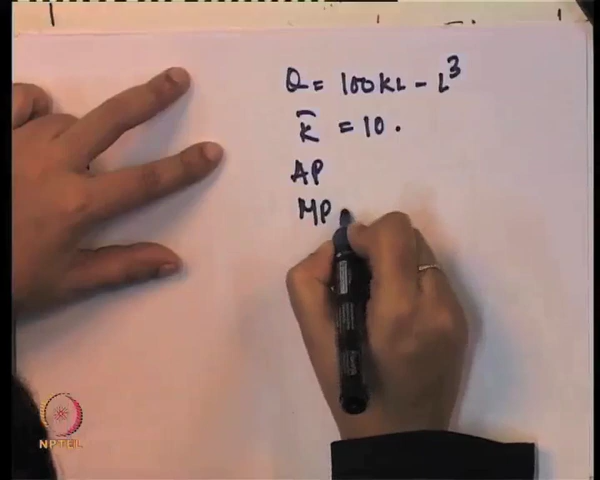 Q = 100KL - L³
K̅ = 10.
AP
MP
NPTEL